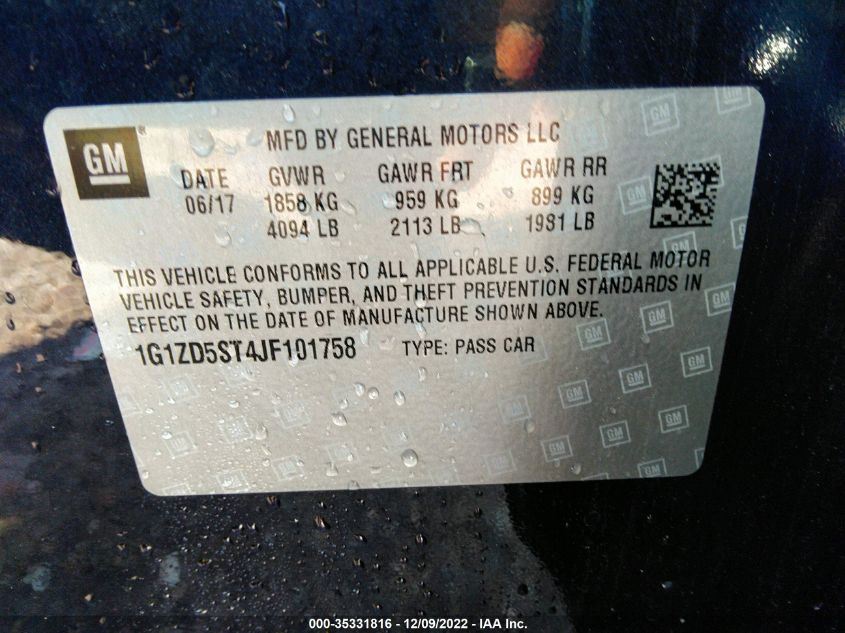 GM®
MFD BY GENERAL MOTORS LLC
DATE GVWR GAWR FRT GAWR RR
06/17 1858 KG 959 KG 899 KG
4094 LB 2113 LB 1981 LB
THIS VEHICLE CONFORMS TO ALL APPLICABLE U.S. FEDERAL MOTOR
VEHICLE SAFETY, BUMPER, AND THEFT PREVENTION STANDARDS IN
EFFECT ON THE DATE OF MANUFACTURE SHOWN ABOVE.
1G1ZD5ST4JF101758 TYPE: PASS CAR
000-35331816 - 12/09/2022 - IAA Inc.